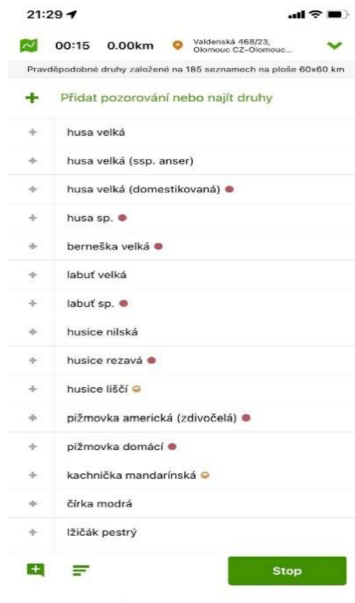 21:29
00:15 0.00km Valdenská 468/23,
Olomouc CZ-Olomouc...
Pravděpodobné druhy založené na 185 seznamech na ploše 60x60 km
+ Přidat pozorování nebo najít druhy
+ husa velká
+ husa velká (ssp. anser)
+ husa velká (domestikovaná)
+ husa sp.
+ berneška velká
+ labuť velká
+ labuť sp.
+ husice nilská
+ husice rezavá
+ husice liščí
+ pižmovka americká (zdivočelá)
+ pižmovka domácí
+ kachnička mandarínská
+ čírka modrá
+ lžičák pestrý
Stop